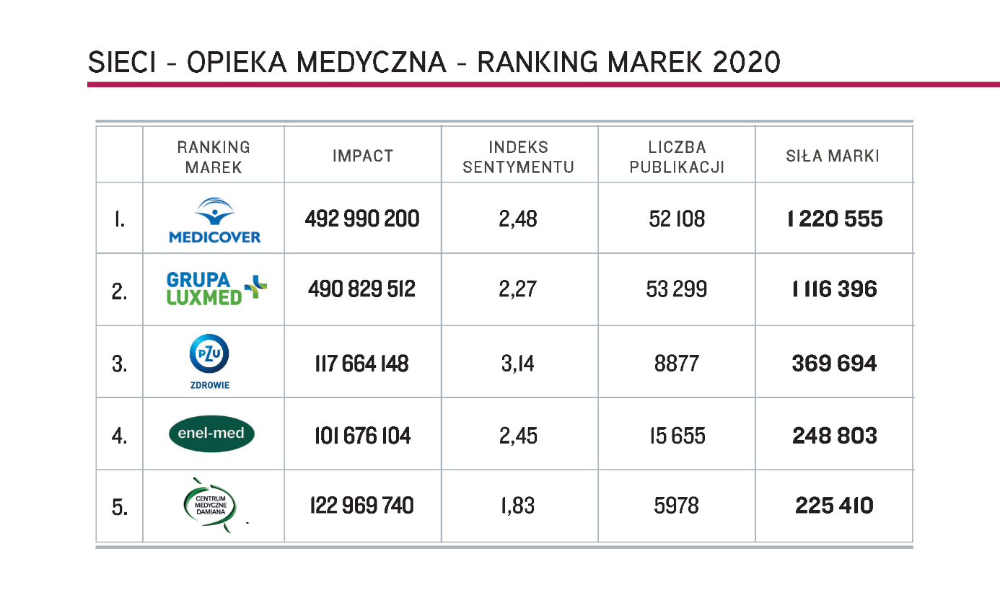 SIECI - OPIEKA MEDYCZNA - RANKING MAREK 2020
RANKING MAREK IMPACT INDEKS SENTYMENTU LICZBA PUBLIKACJI SIŁA MARKI
1. MEDICOVER 492 990 200 2,48 52 108 1 220 555
2. GRUPA LUXMED 490 829 512 2,27 53 299 1 116 396
3. PZU ZDROWIE 117 664 148 3,14 8877 369 694
4. enel-med 101 676 104 2,45 15 655 248 803
5. CENTRUM MEDYCZNE DAMIANA 122 969 740 1,83 5978 225 410